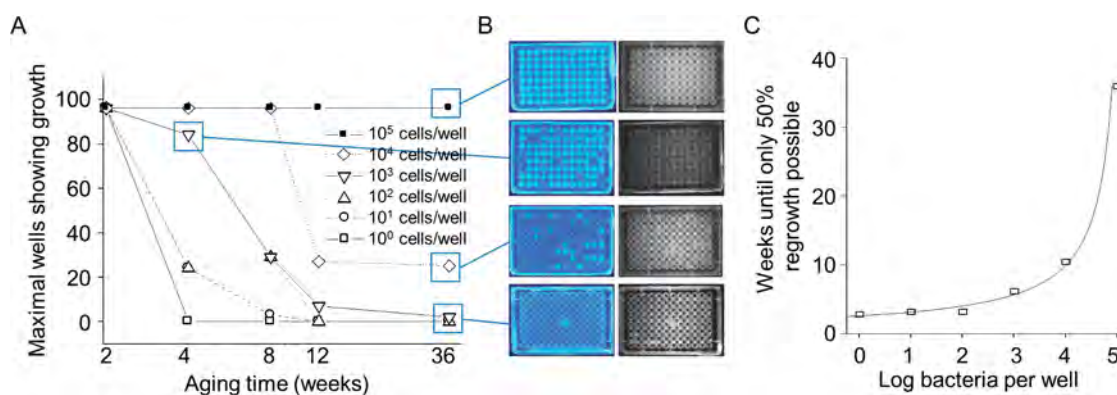 A
B
C
Maximal wells showing growth
100
80
60
40
20
0
2
4
8
12
36
Aging time (weeks)
10⁵ cells/well
10⁴ cells/well
10³ cells/well
10² cells/well
10¹ cells/well
10⁰ cells/well
Weeks until only 50%
regrowth possible
40
30
20
10
0
0
1
2
3
4
5
Log bacteria per well